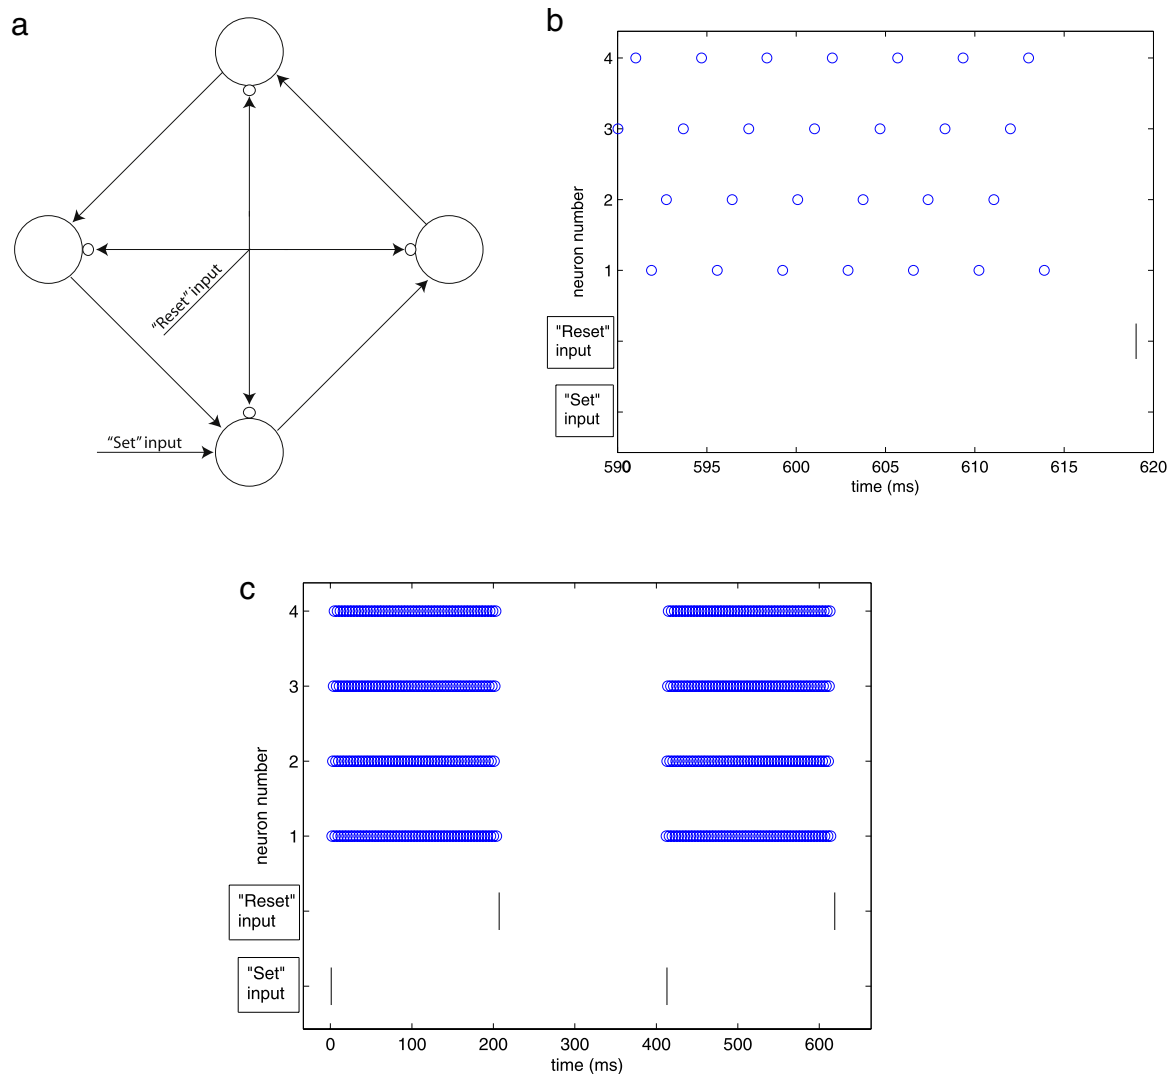 a
"Reset" input
"Set" input
b
4
3
2
1
neuron number
"Reset"
input
"Set"
input
590 595 600 605 610 615 620
time (ms)
c
4
3
2
1
neuron number
"Reset"
input
"Set"
input
0 100 200 300 400 500 600
time (ms)